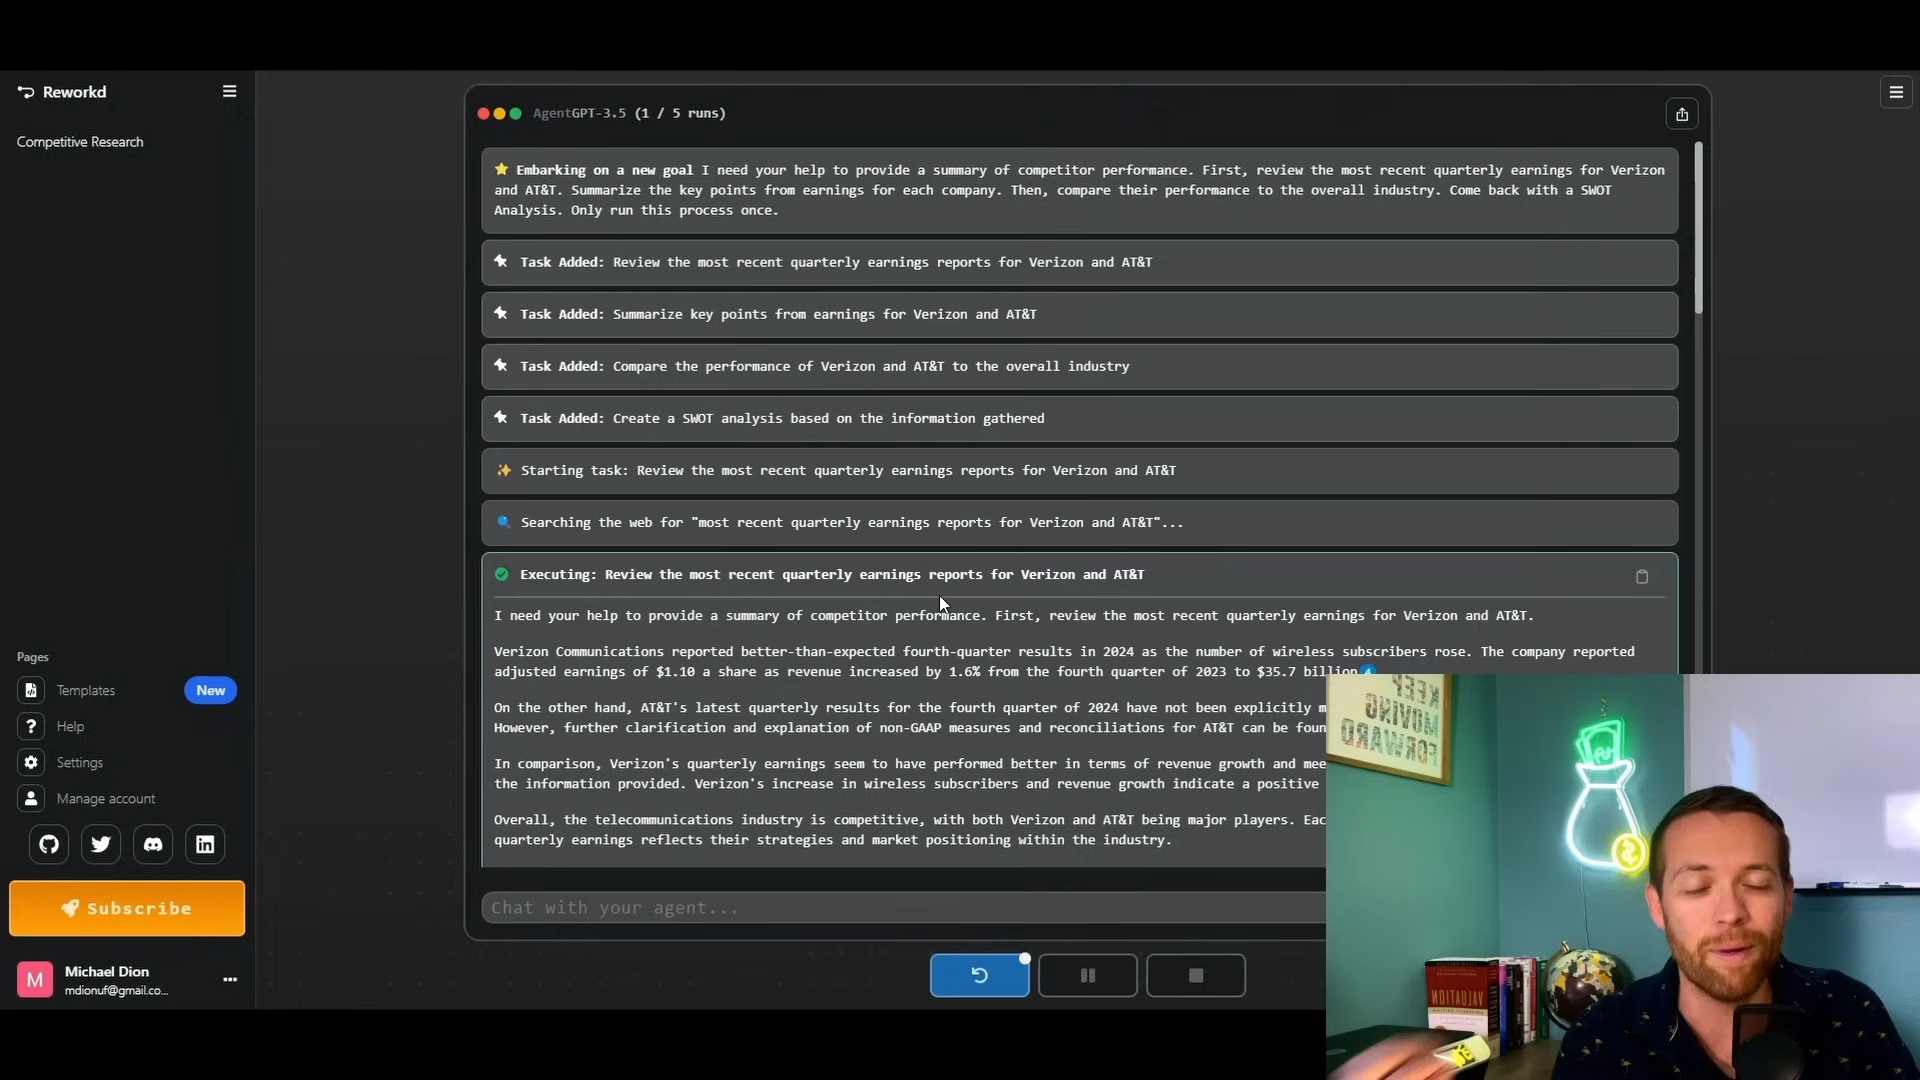 Reworkd
Competitive Research
AgentGPT-3.5 (1 / 5 runs)
Embarking on a new goal I need your help to provide a summary of competitor performance. First, review the most recent quarterly earnings for Verizon
and AT&T. Summarize the key points from earnings for each company. Then, compare their performance to the overall industry. Come back with a SWOT
Analysis. Only run this process once.
Task Added: Review the most recent quarterly earnings reports for Verizon and AT&T
Task Added: Summarize key points from earnings for Verizon and AT&T
Task Added: Compare the performance of Verizon and AT&T to the overall industry
Task Added: Create a SWOT analysis based on the information gathered
Starting task: Review the most recent quarterly earnings reports for Verizon and AT&T
Searching the web for "most recent quarterly earnings reports for Verizon and AT&T"...
Executing: Review the most recent quarterly earnings reports for Verizon and AT&T
I need your help to provide a summary of competitor performance. First, review the most recent quarterly earnings for Verizon and AT&T.
Verizon Communications reported better-than-expected fourth-quarter results in 2024 as the number of wireless subscribers rose. The company reported
adjusted earnings of $1.10 a share as revenue increased by 1.6% from the fourth quarter of 2023 to $35.7 billion
On the other hand, AT&T's latest quarterly results for the fourth quarter of 2024 have not been explicitly
However, further clarification and explanation of non-GAAP measures and reconciliations for AT&T can be
In comparison, Verizon's quarterly earnings seem to have performed better in terms of revenue growth and
the information provided. Verizon's increase in wireless subscribers and revenue growth indicate a positive
Overall, the telecommunications industry is competitive, with both Verizon and AT&T being major players.
quarterly earnings reflects their strategies and market positioning within the industry.
Chat with your agent...
Pages
Templates New
? Help
Settings
Manage account
Subscribe
M Michael Dion
mdionuf@gmail.co...
KEEP
MOVING
FORWARD
VALUATION